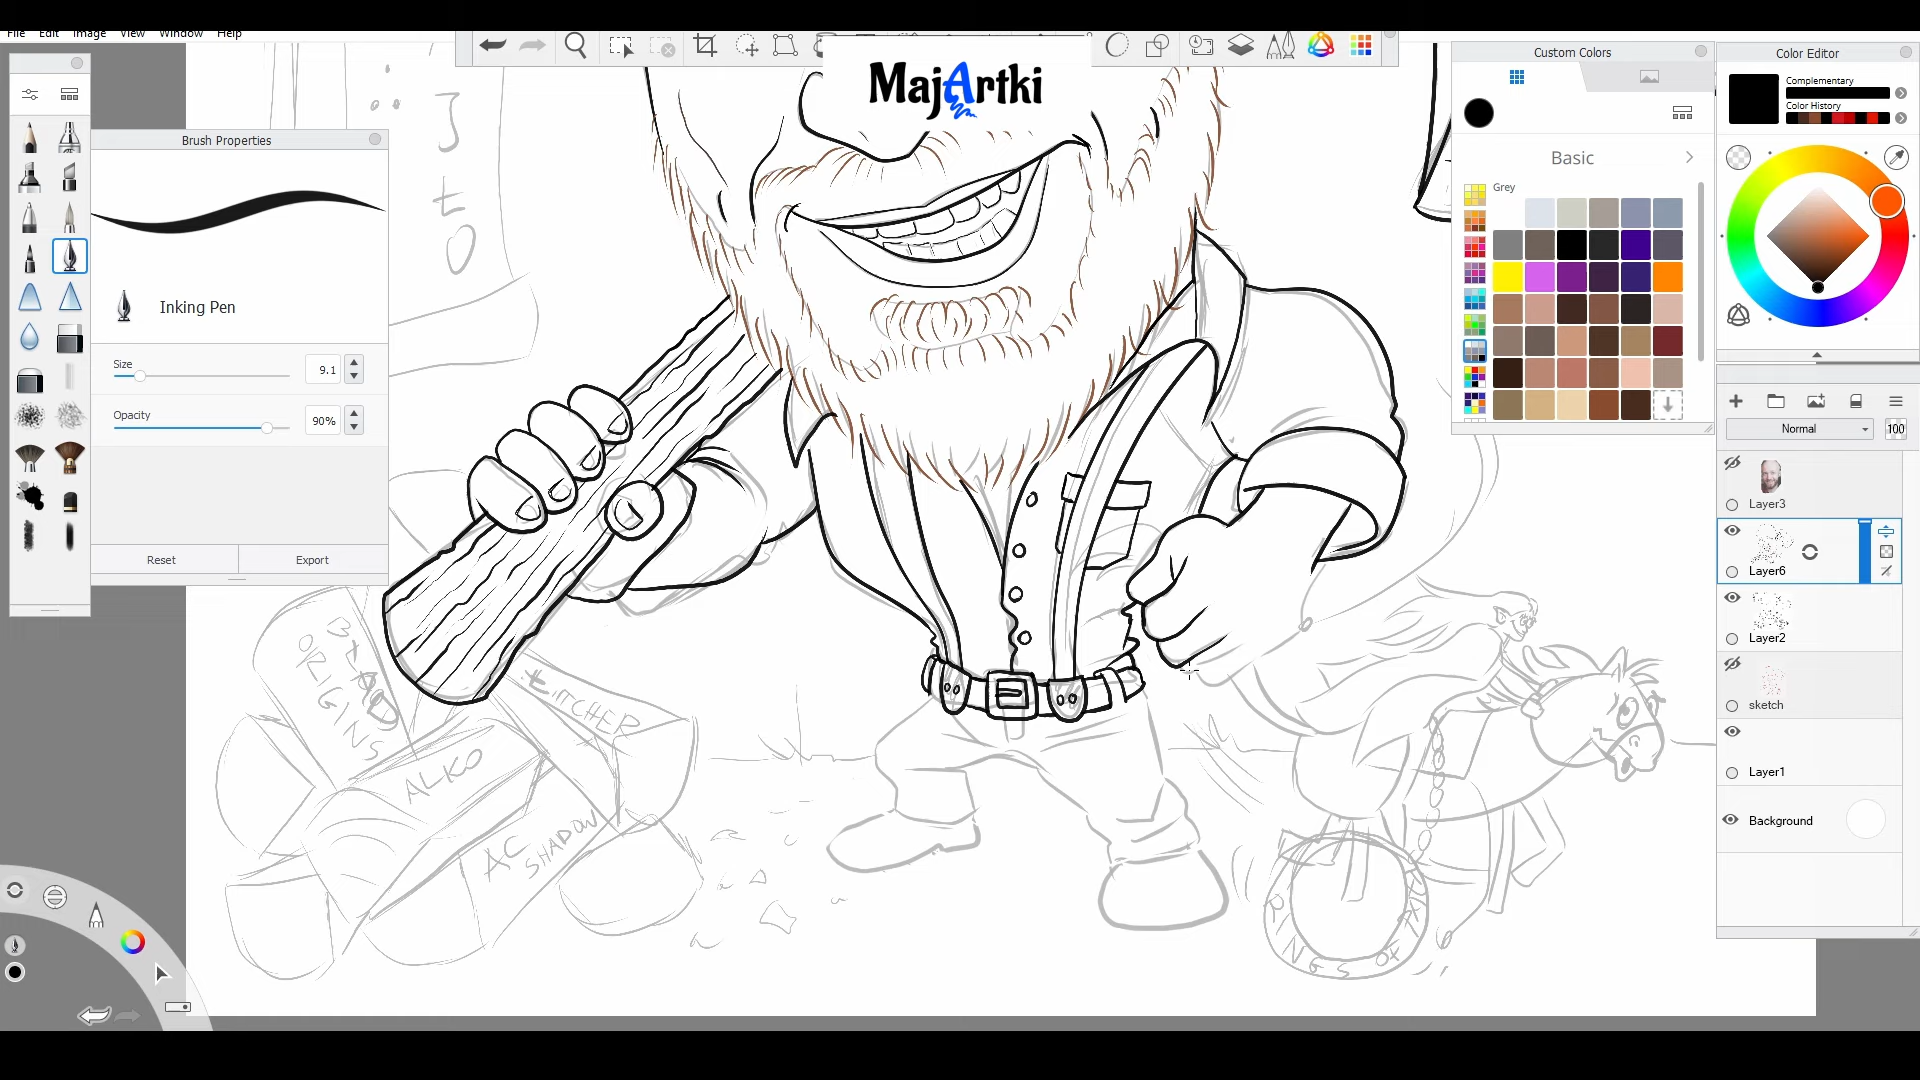 File Edit Image View Window Help
MajArtki
Custom Colors
Color Editor
Complementary
Color History
Brush Properties
Basic
Grey
Inking Pen
Size
9.1
Opacity
90%
Normal
100
Layer3
Layer6
Layer2
sketch
Layer1
Background
Reset
Export
ORIGINS
ALKO
AC
SHADOW